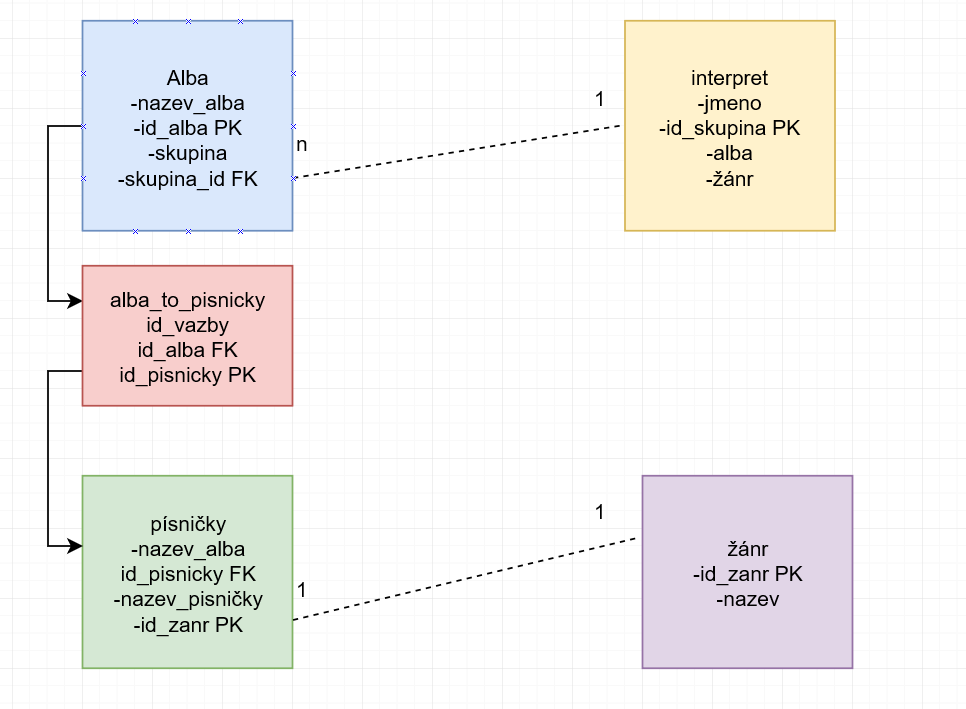 Alba
-nazev_alba
-id_alba PK
-skupina
-skupina_id FK
n
1
interpret
-jmeno
-id_skupina PK
-alba
-žánr
alba_to_pisnicky
id_vazby
id_alba FK
id_pisnicky PK
písničky
-nazev_alba
id_pisnicky FK
-nazev_pisničky
-id_zanr PK
1
1
žánr
-id_zanr PK
-nazev